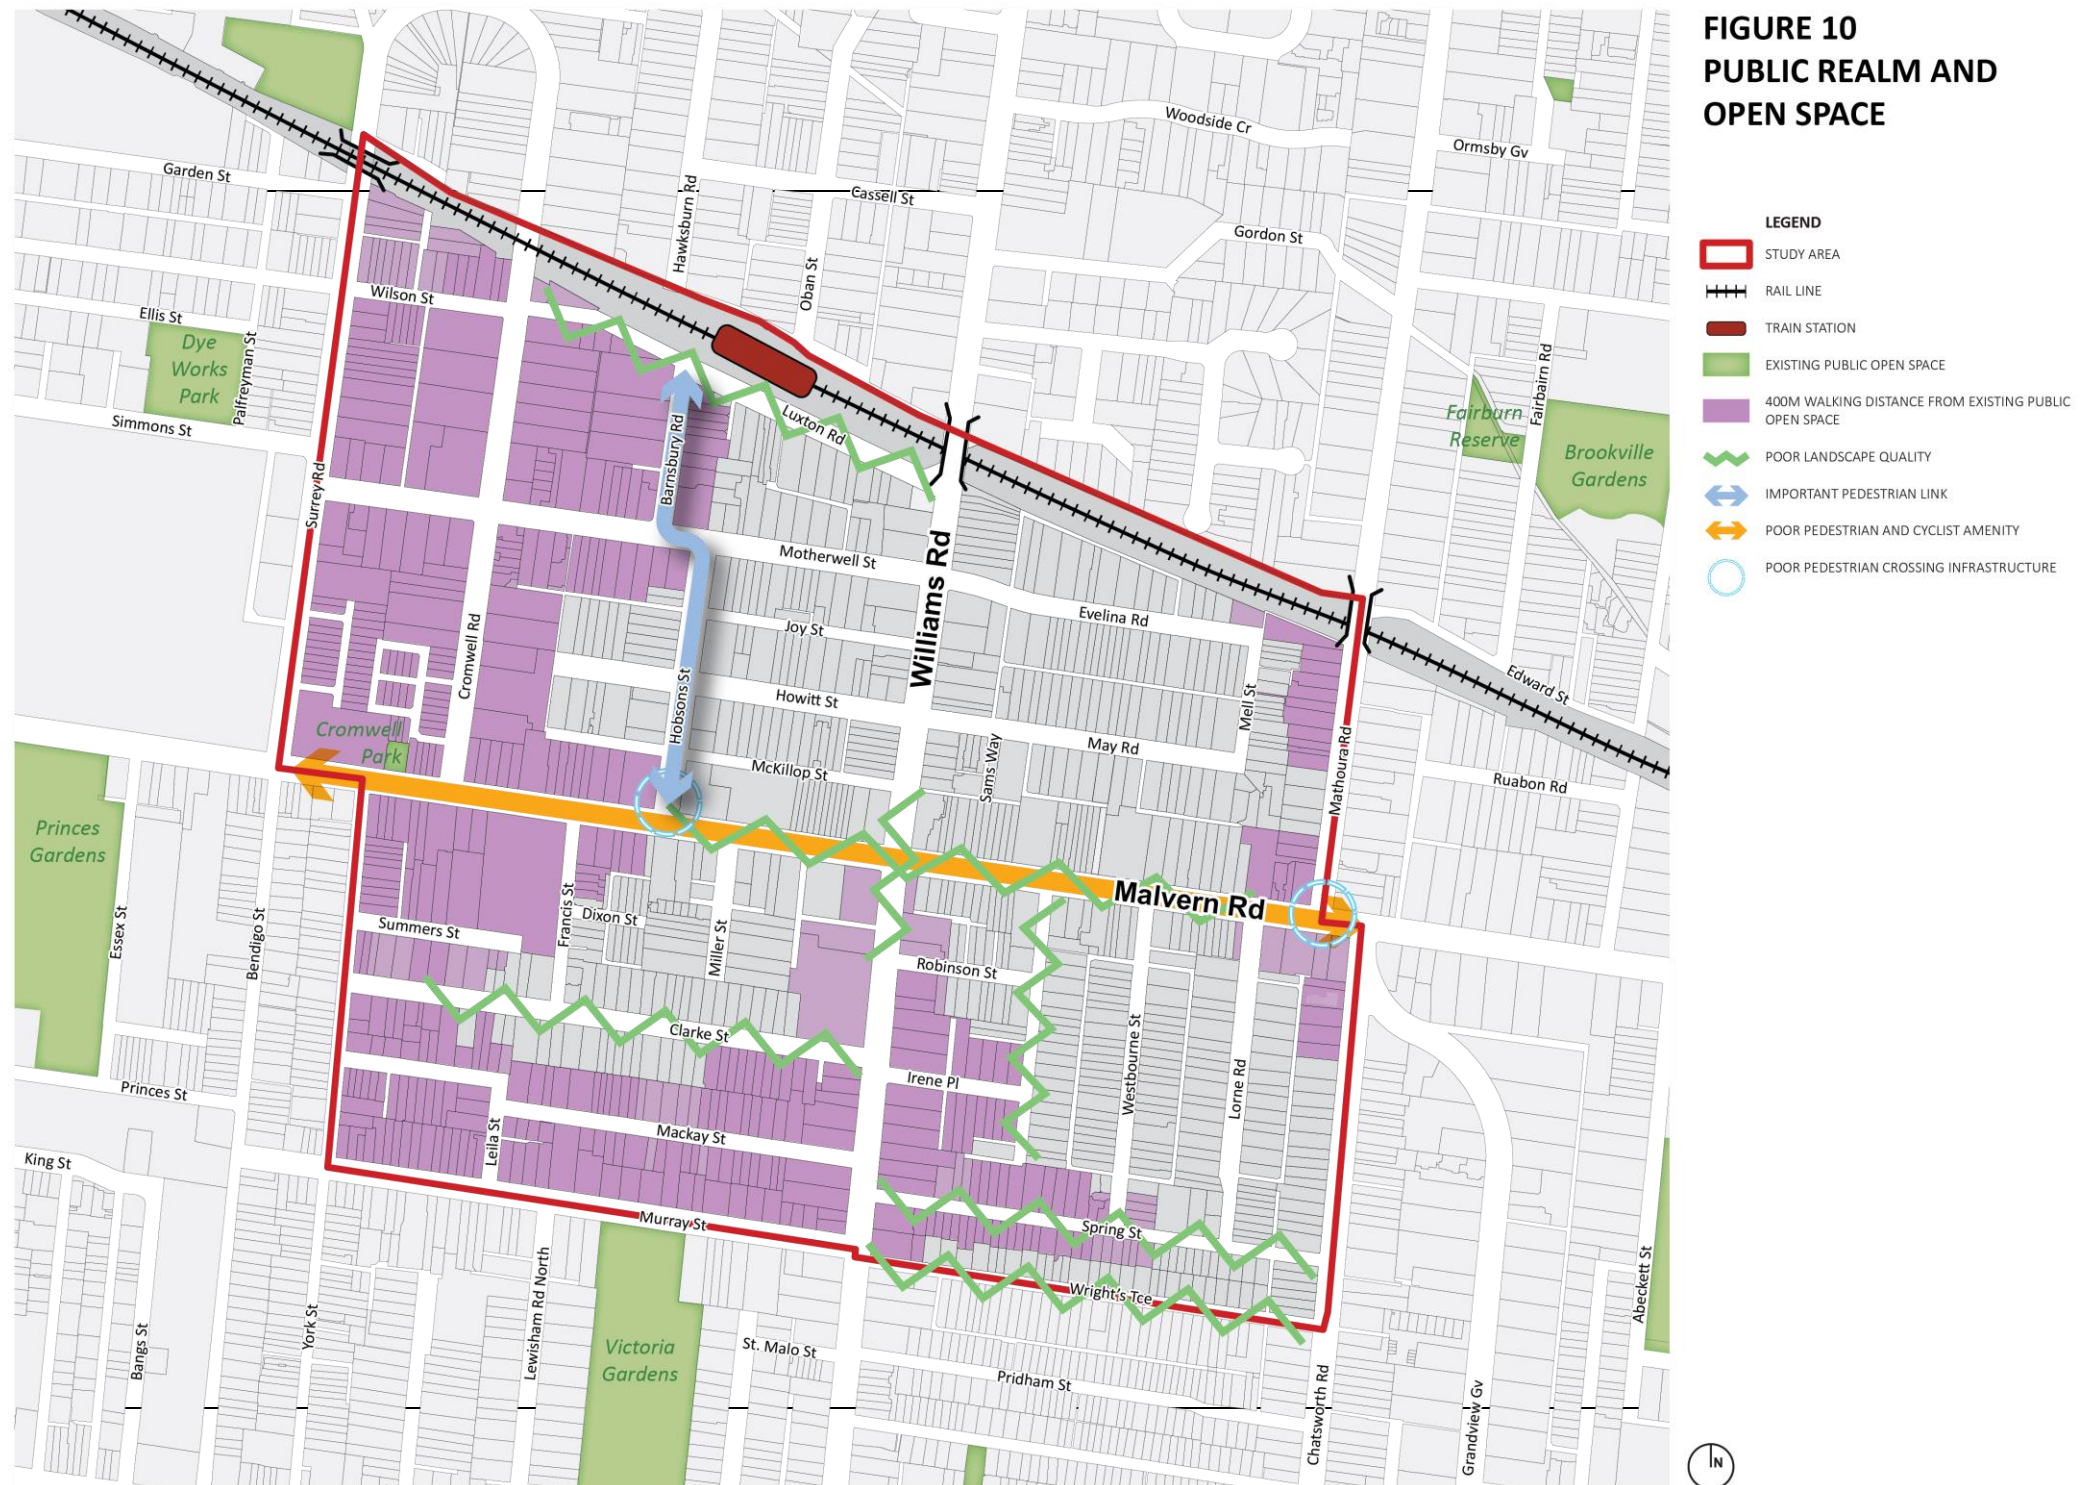 FIGURE 10
PUBLIC REALM AND
OPEN SPACE
LEGEND
STUDY AREA
RAIL LINE
TRAIN STATION
EXISTING PUBLIC OPEN SPACE
400M WALKING DISTANCE FROM EXISTING PUBLIC
OPEN SPACE
POOR LANDSCAPE QUALITY
IMPORTANT PEDESTRIAN LINK
POOR PEDESTRIAN AND CYCLIST AMENITY
POOR PEDESTRIAN CROSSING INFRASTRUCTURE
N
Woodside Cr
Ormsby Gv
Garden St
Cassell St
Hawksburn Rd
Gordon St
Oban St
Wilson St
Ellis St
Dye
Works
Park
Palfreyman St
Simmons St
Luxton Rd
Barnsbury Rd
Fairbairn Rd
Fairburn
Reserve
Brookville
Gardens
Surrey Rd
Motherwell St
Williams Rd
Evelina Rd
Joy St
Cromwell Rd
Howitt St
Hobsons St
Mell St
May Rd
Edward St
Cromwell
Park
McKillop St
Sams Way
Mathoura Rd
Ruabon Rd
Princes
Gardens
Malvern Rd
Essex St
Bendigo St
Summers St
Francis St
Dixon St
Miller St
Robinson St
Clarke St
Irene Pl
Westbourne St
Lorne Rd
Princes St
Leila St
Mackay St
King St
Murray St
Spring St
Wright's Tce
Bangs St
York St
Lewisham Rd North
Victoria
Gardens
St. Malo St
Pridham St
Chatsworth Rd
Grandview Gv
Abeckett St